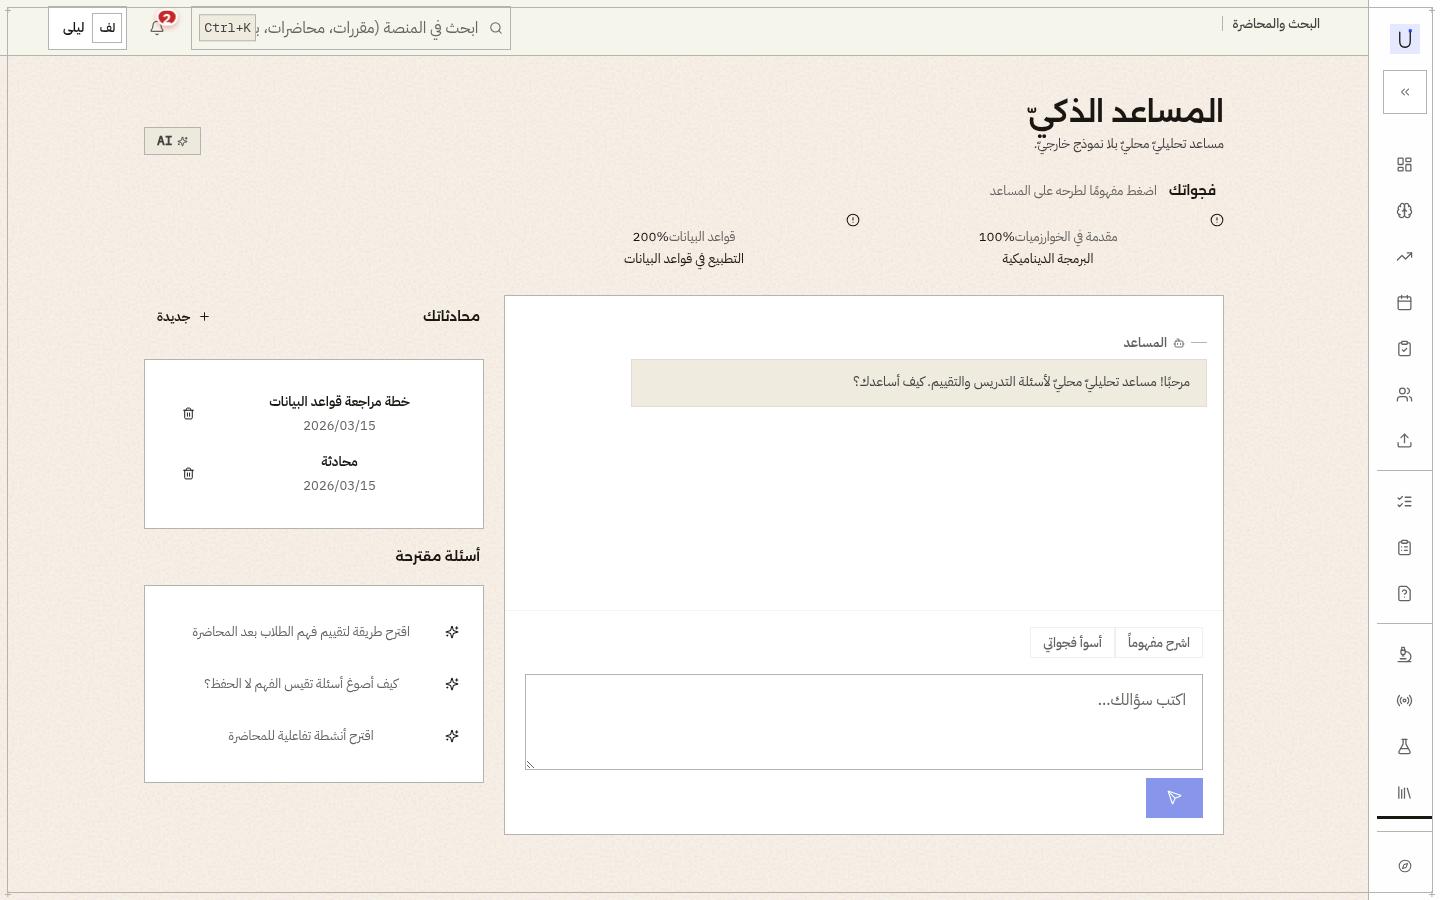 البحث والمحاضرة
ابحث في المنصة (مقررات، محاضرات،
Ctrl+K
2
لف
ليلى
المساعد الذكيّ
مساعد تحليليّ محليّ بلا نموذج خارجيّ.
AI
فجواتك
اضغط مفهومًا لطرحه على المساعد
مقدمة في الخوارزميات100%
البرمجة الديناميكية
قواعد البيانات200%
التطبيع في قواعد البيانات
المساعد
مرحبًا! مساعد تحليليّ محليّ لأسئلة التدريس والتقييم. كيف أساعدك؟
اشرح مفهوماً
أسوأ فجواتي
اكتب سؤالك...
محادثاتك
جديدة
خطة مراجعة قواعد البيانات
2026/03/15
محادثة
2026/03/15
أسئلة مقترحة
اقترح طريقة لتقييم فهم الطلاب بعد المحاضرة
كيف أصوغ أسئلة تقيس الفهم لا الحفظ؟
اقترح أنشطة تفاعلية للمحاضرة